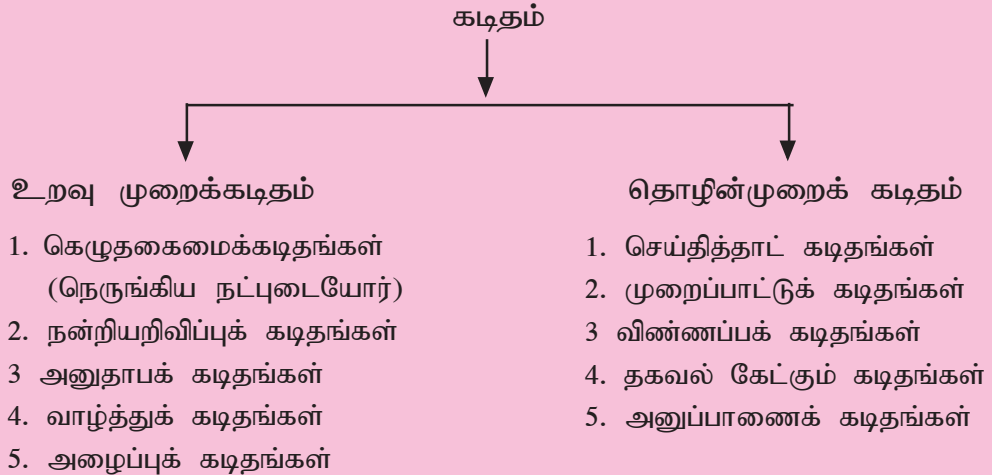 கடிதம்
உறவு முறைக்கடிதம்
1. கெழுதகைமைக்கடிதங்கள்
(நெருங்கிய நட்புடையோர்)
2. நன்றியறிவிப்புக் கடிதங்கள்
3 அனுதாபக் கடிதங்கள்
4. வாழ்த்துக் கடிதங்கள்
5. அழைப்புக் கடிதங்கள்
தொழின்முறைக் கடிதம்
1. செய்தித்தாட் கடிதங்கள்
2. முறைப்பாட்டுக் கடிதங்கள்
3 விண்ணப்பக் கடிதங்கள்
4. தகவல் கேட்கும் கடிதங்கள்
5. அனுப்பாணைக் கடிதங்கள்